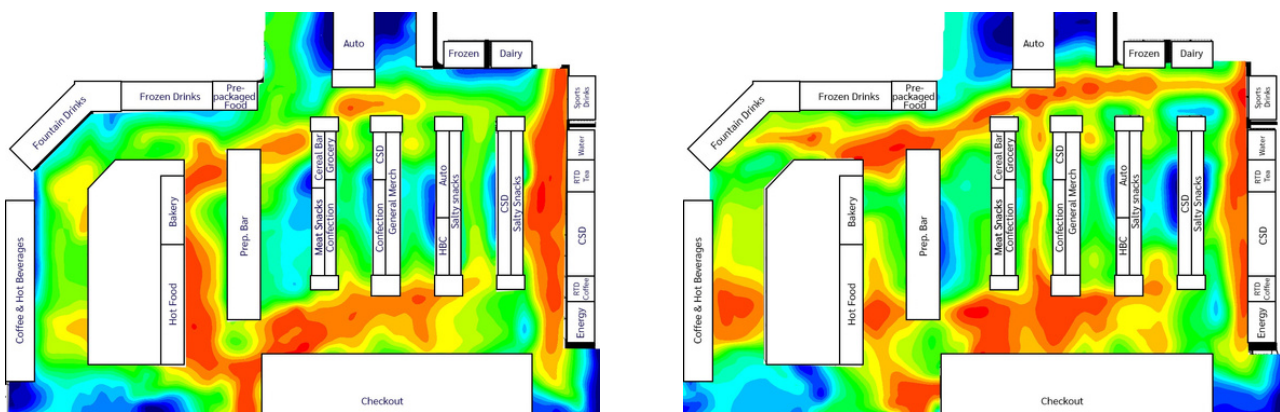 Auto
Frozen
Dairy
Fountain Drinks
Frozen Drinks
Pre-
packaged
Food
Sports
Drinks
Water
RTD
Tea
CSD
RTD
Coffee
Energy
Cereal Bar
Grocery
Meat Snacks
Confection
CSD
Confection
General Merch
Auto
HBC
Salty snacks
CSD
Salty Snacks
Prep. Bar
Bakery
Hot Food
Coffee & Hot Beverages
Checkout
Auto
Frozen
Dairy
Fountain Drinks
Frozen Drinks
Pre-
packaged
Food
Sports
Drinks
Water
RTD
Tea
CSD
RTD
Coffee
Energy
Cereal Bar
Grocery
Meat Snacks
Confection
CSD
Confection
General Merch
Auto
HBC
Salty snacks
CSD
Salty Snacks
Prep. Bar
Bakery
Hot Food
Coffee & Hot Beverages
Checkout